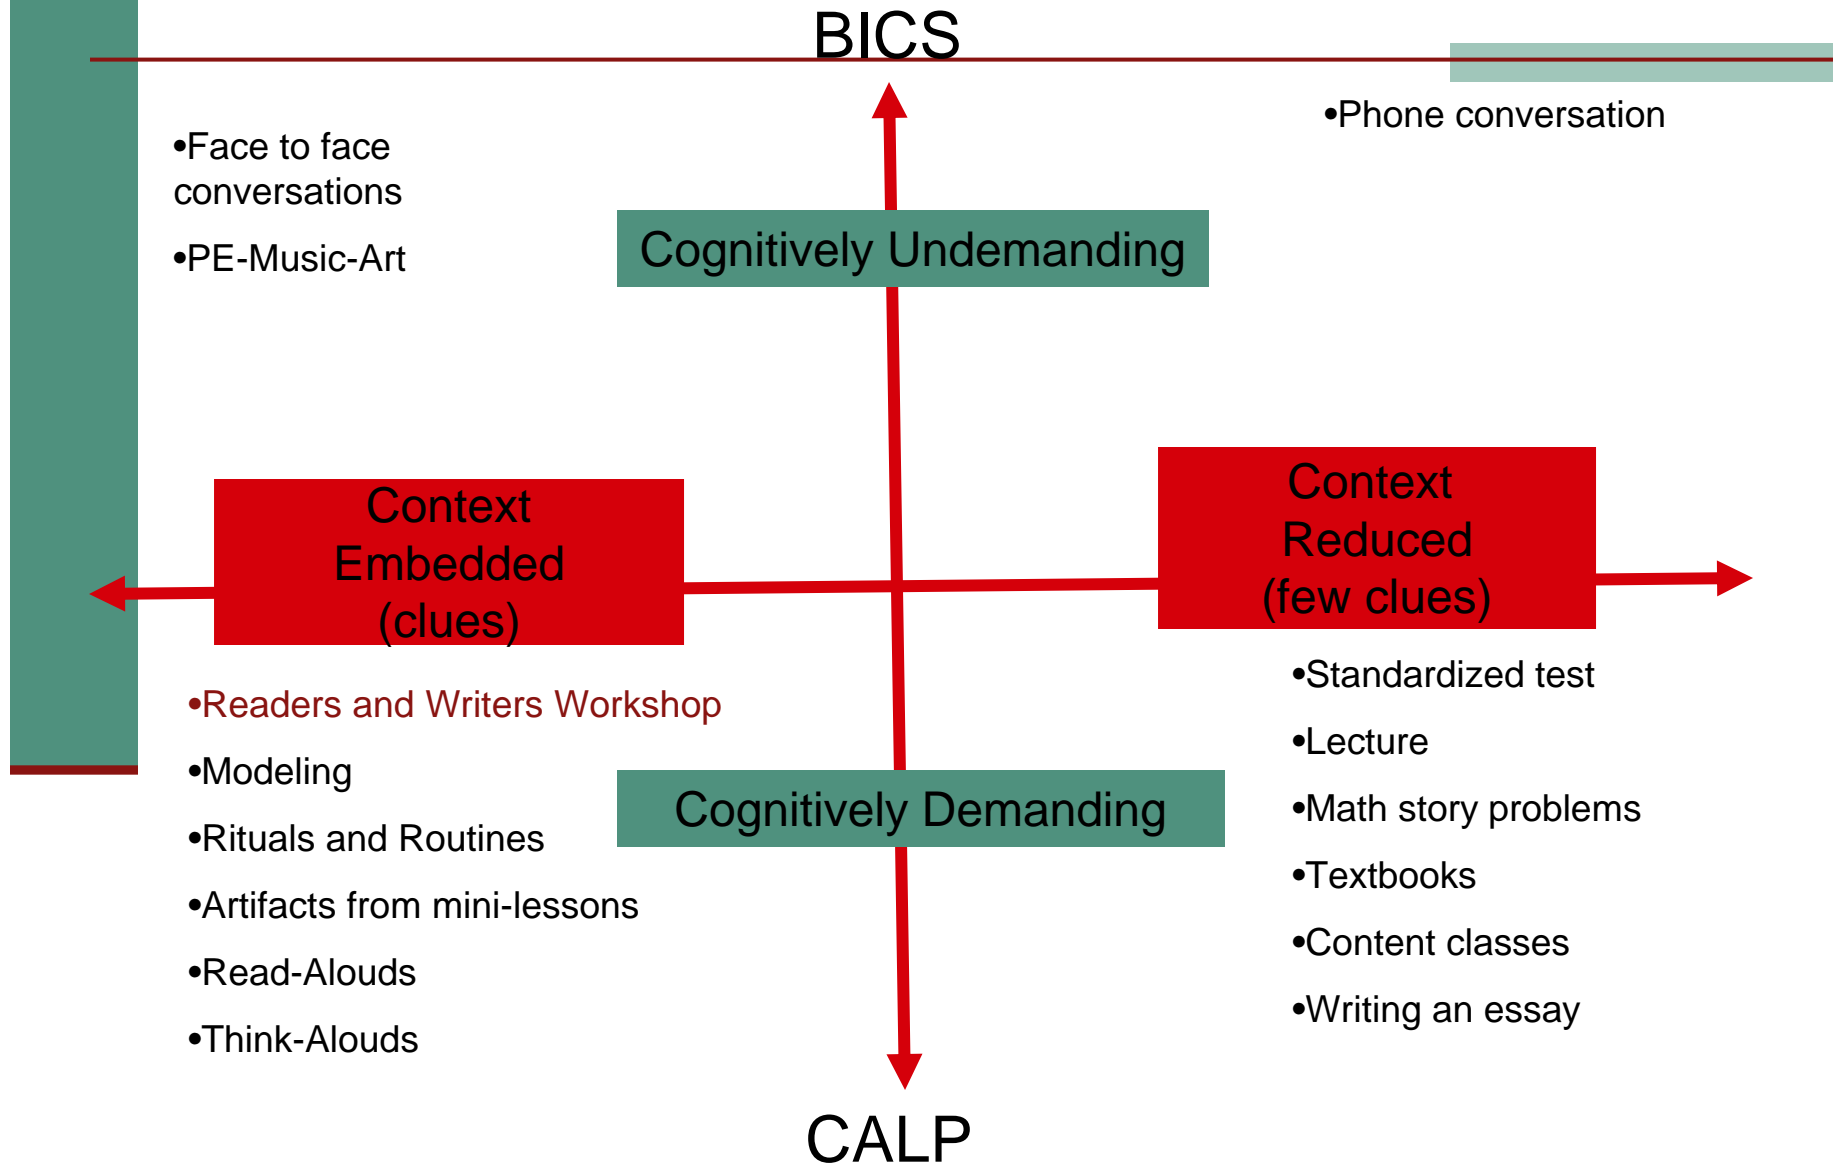 BICS
•Face to face
conversations
•PE-Music-Art
•Phone conversation
Cognitively Undemanding
Context
Embedded
(clues)
Context
Reduced
(few clues)
•Readers and Writers Workshop
•Modeling
•Rituals and Routines
•Artifacts from mini-lessons
•Read-Alouds
•Think-Alouds
Cognitively Demanding
•Standardized test
•Lecture
•Math story problems
•Textbooks
•Content classes
•Writing an essay
CALP